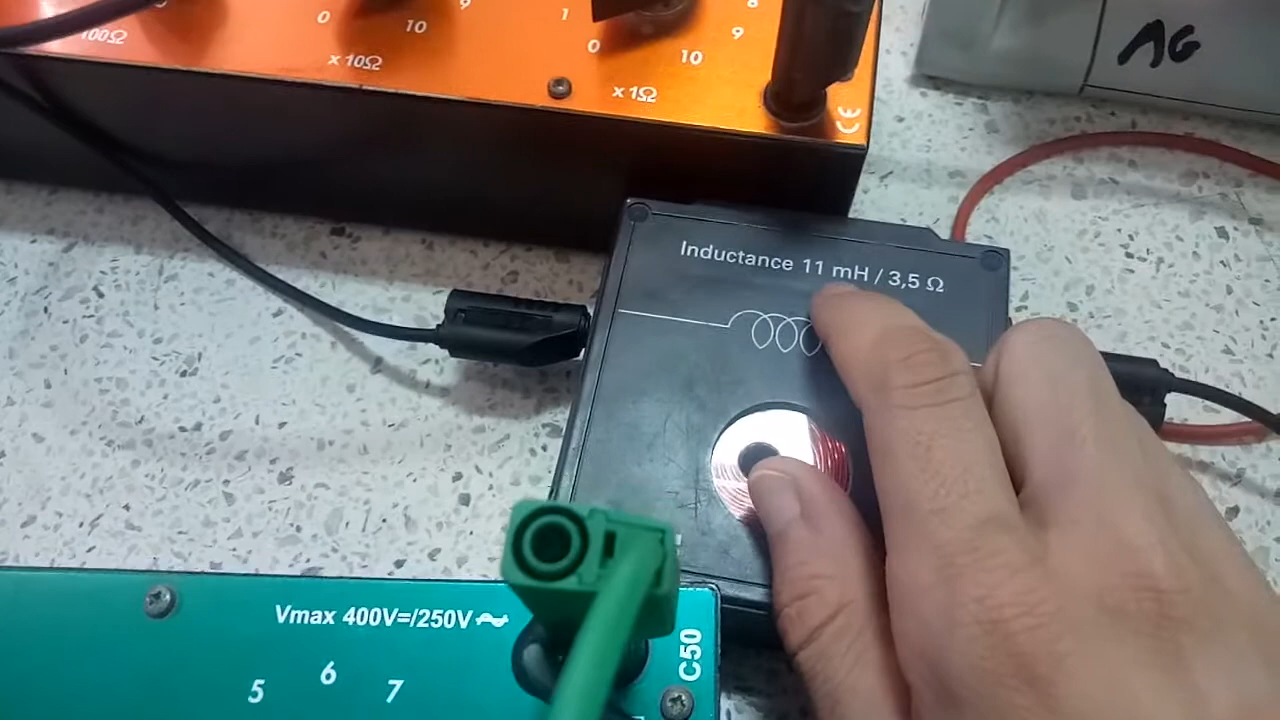 100Ω
0
10
9
x 10Ω
1
0
10
9
8
x 1Ω
CE
AG
Inductance 11 mH / 3,5 Ω
Vmax 400V=/250V~
C50
5
6
7